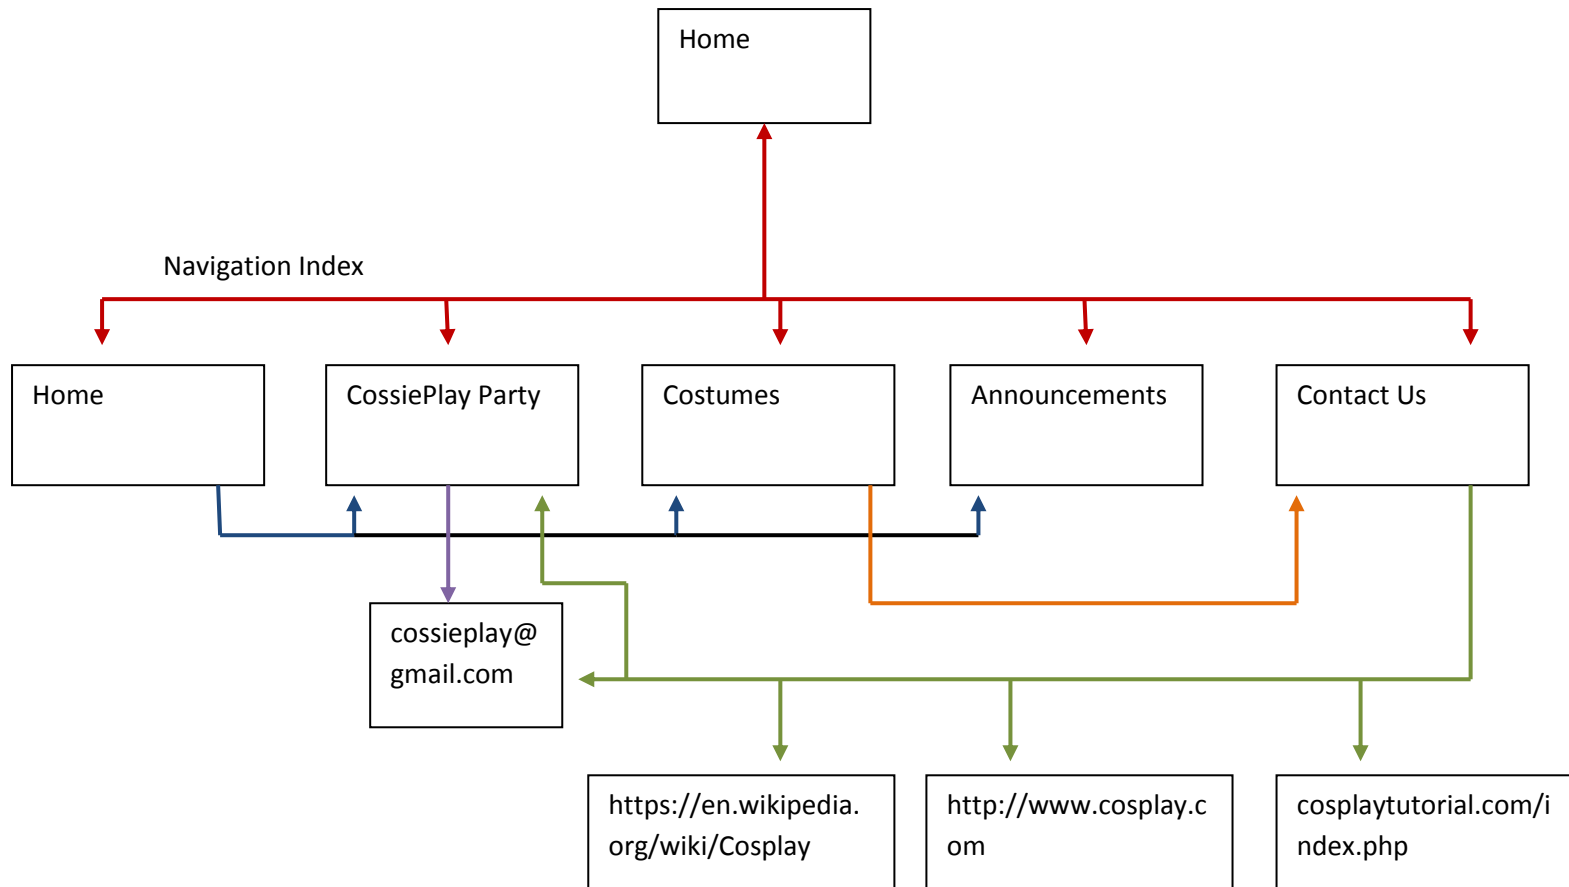 Home
Navigation Index
Home
CossiePlay Party
Costumes
Announcements
Contact Us
cossieplay@
gmail.com
https://en.wikipedia.
org/wiki/Cosplay
http://www.cosplay.c
om
cosplaytutorial.com/i
ndex.php